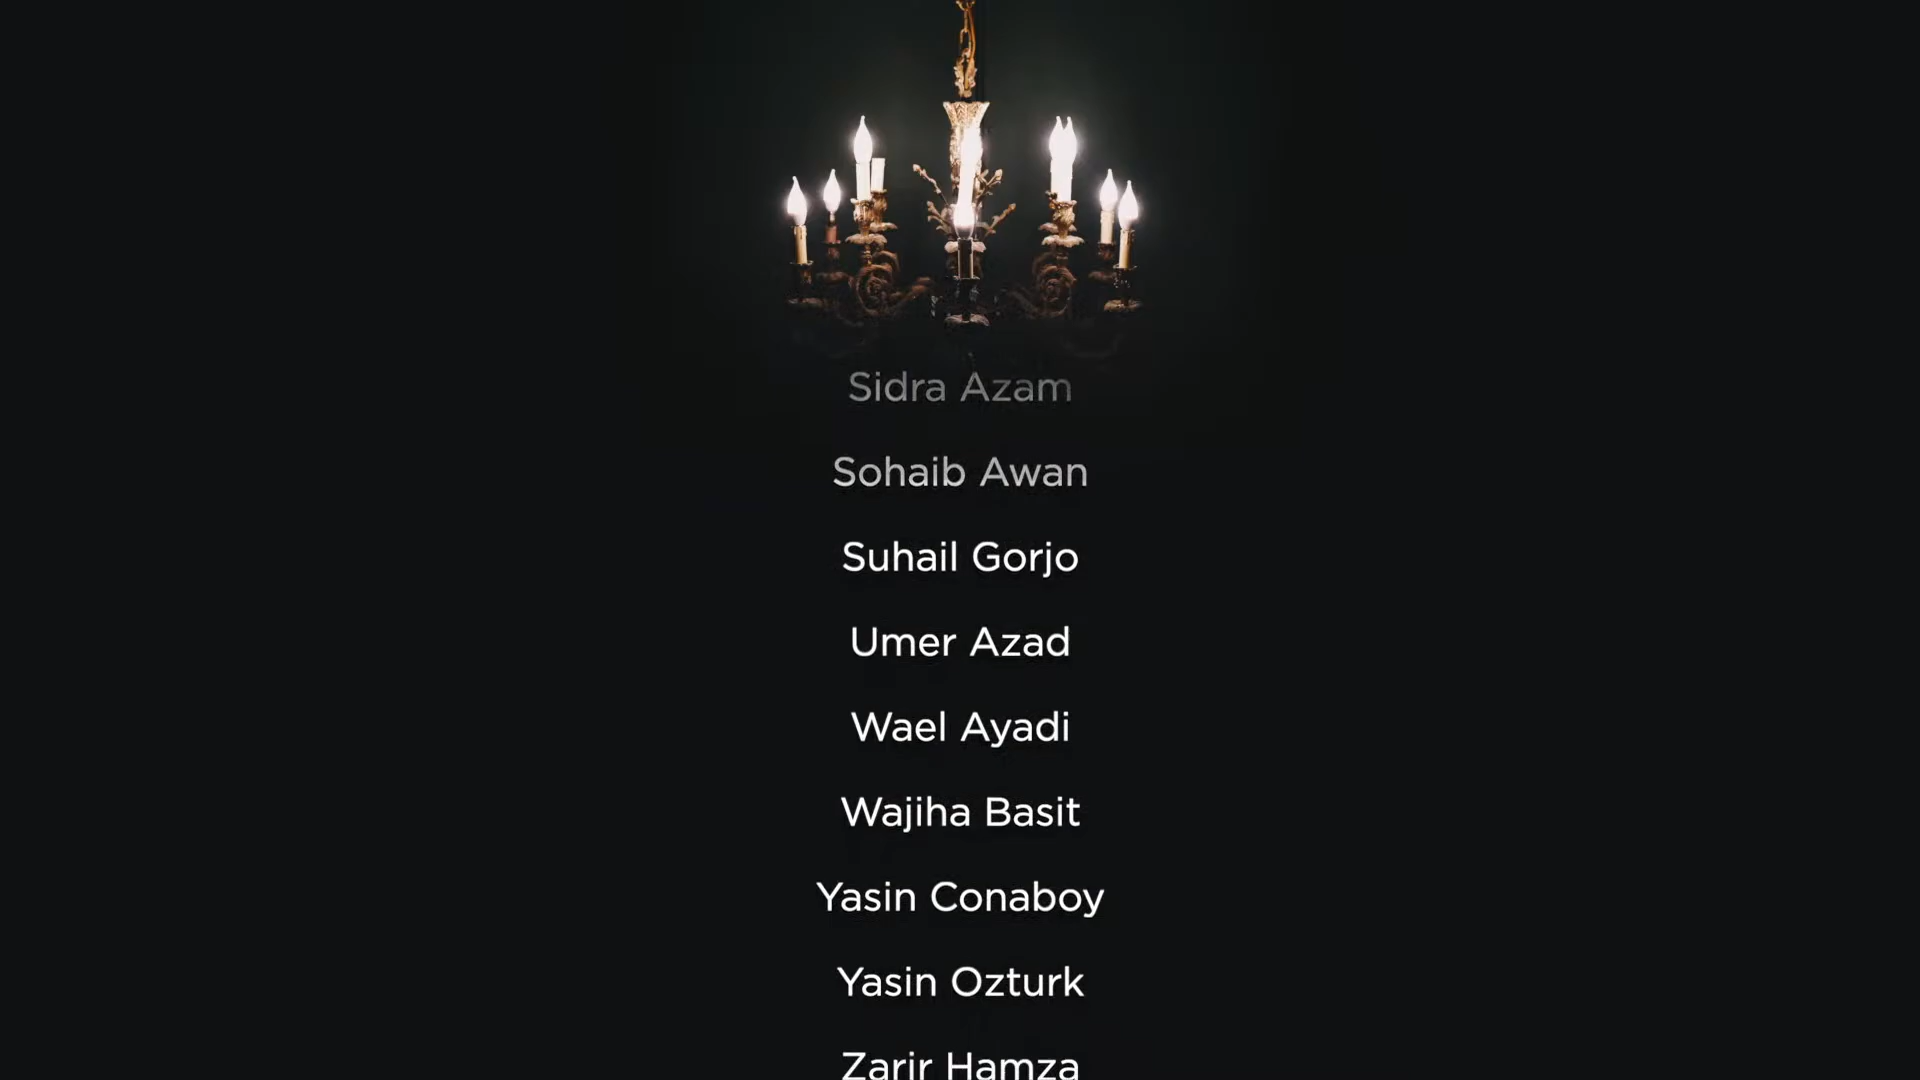 Sidra Azam
Sohaib Awan
Suhail Gorjo
Umer Azad
Wael Ayadi
Wajiha Basit
Yasin Conaboy
Yasin Ozturk
Zarir Hamza